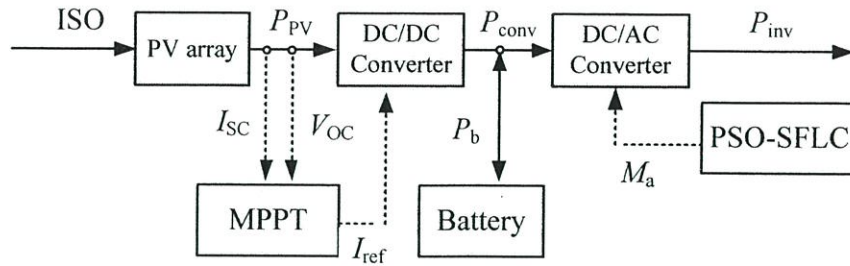 ISO
PV array
P_PV
DC/DC
Converter
P_conv
DC/AC
Converter
P_inv
I_SC
V_OC
P_b
M_a
PSO-SFLC
MPPT
I_ref
Battery